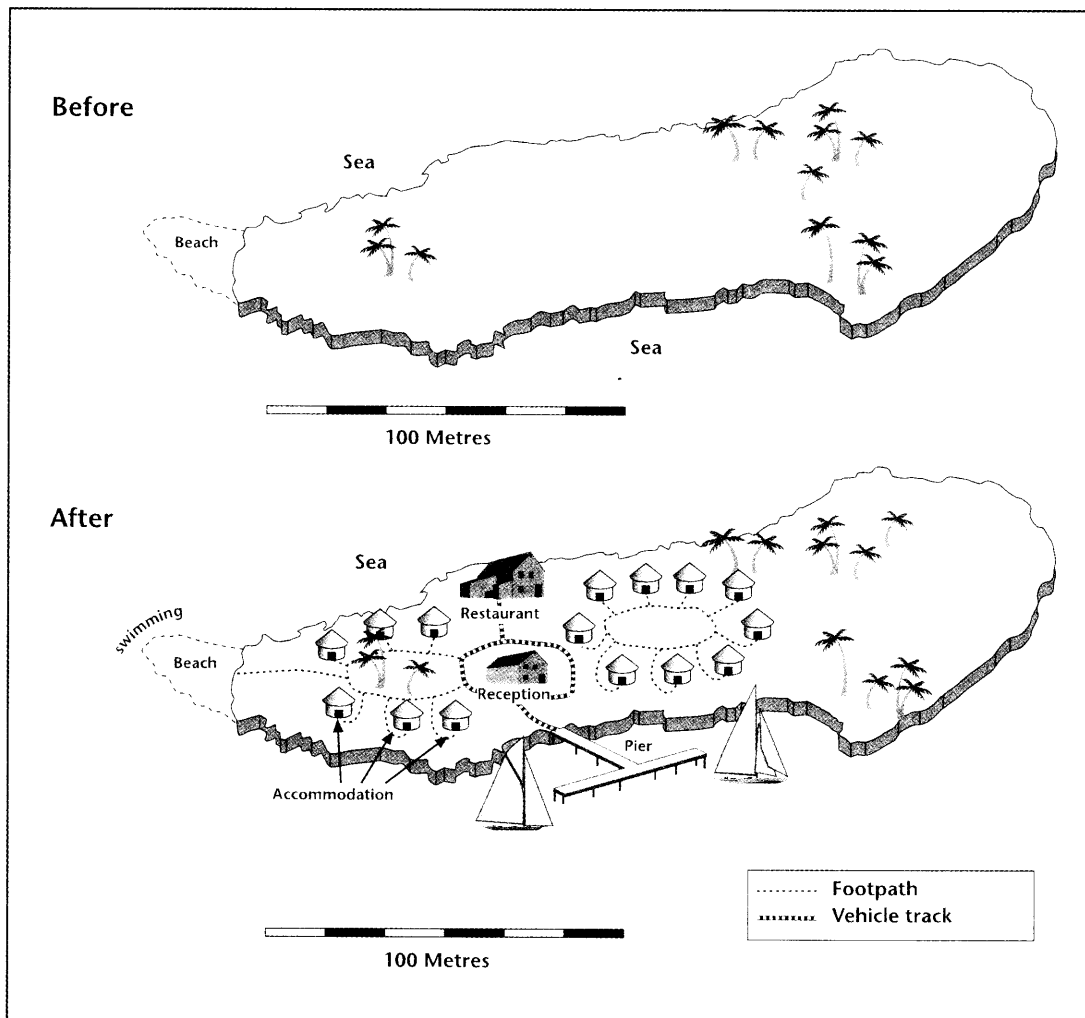 Before
Sea
Beach
Sea
100 Metres
After
Sea
swimming
Restaurant
Beach
Reception
Pier
Accommodation
Footpath
Vehicle track
100 Metres